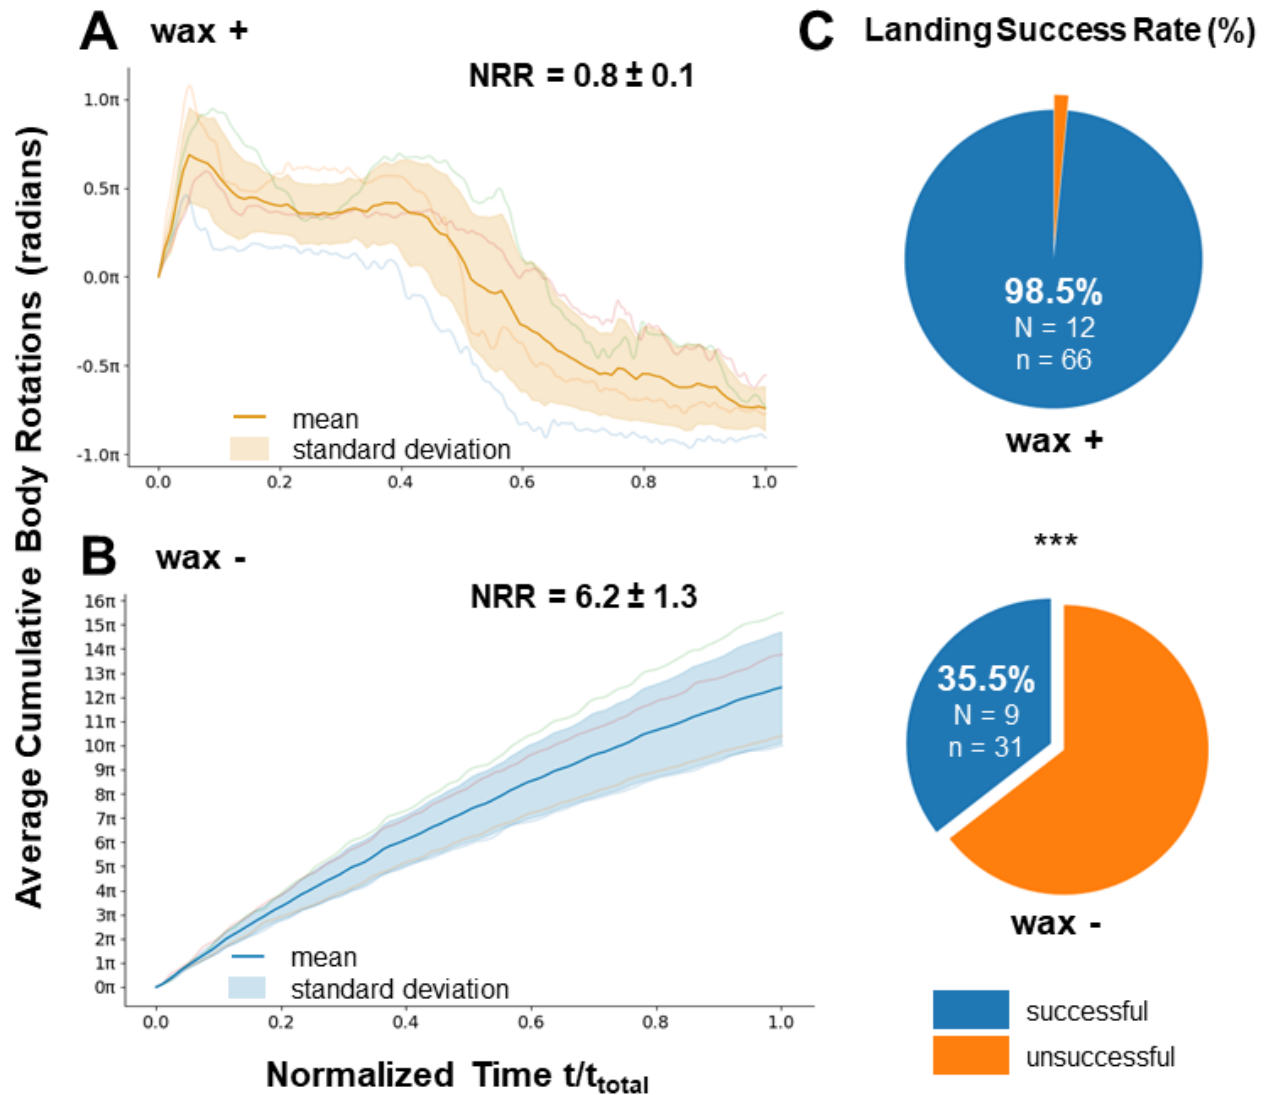 A wax +
NRR = 0.8 ± 0.1
Average Cumulative Body Rotations (radians)
1.0π
0.5π
0.0π
-0.5π
-1.0π
mean
standard deviation
0.0 0.2 0.4 0.6 0.8 1.0
B wax -
NRR = 6.2 ± 1.3
16π
15π
14π
13π
12π
11π
10π
9π
8π
7π
6π
5π
4π
3π
2π
1π
0π
mean
standard deviation
0.0 0.2 0.4 0.6 0.8 1.0
Normalized Time t/ttotal
C Landing Success Rate (%)
98.5%
N = 12
n = 66
wax +
***
35.5%
N = 9
n = 31
wax -
successful
unsuccessful